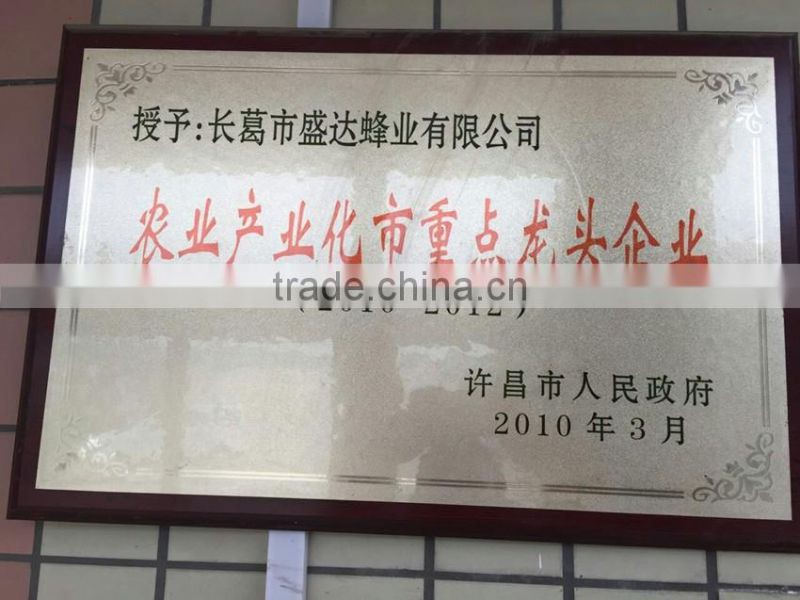 授予:长葛市盛达蜂业有限公司
农业产业化市重点龙头企业
trade.china.cn
(2010-2012)
许昌市人民政府
2010年3月